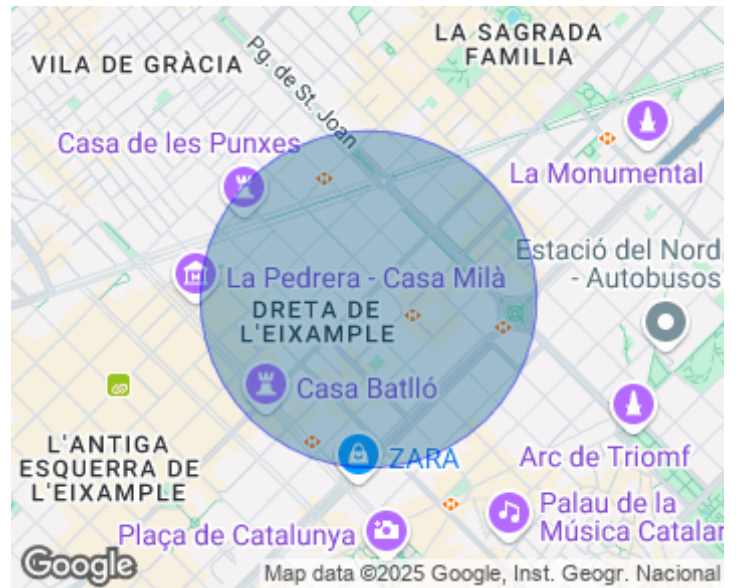 LA SAGRADA
FAMILIA
VILA DE GRÀCIA
Pg. de St. Joan
Casa de les Punxes
La Monumental
Estació del Nord
- Autobusos
La Pedrera - Casa Milà
DRETA DE
L'EIXAMPLE
Casa Batlló
L'ANTIGA
ESQUERRA DE
L'EIXAMPLE
ZARA
Arc de Triomf
Plaça de Catalunya
Palau de la
Música Catalar
Google
Map data ©2025 Google, Inst. Geogr. Nacional